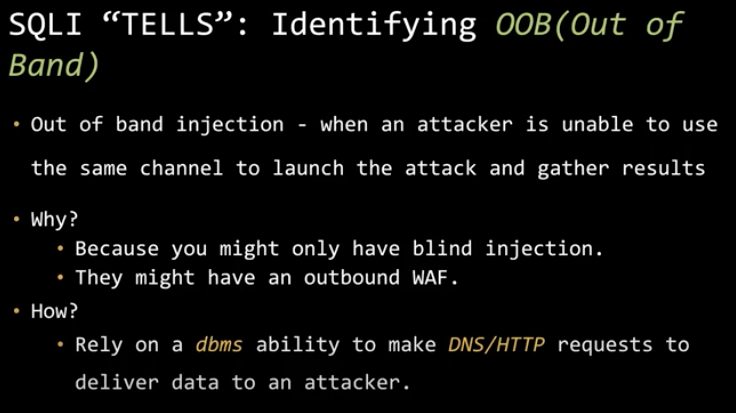 SQLI “TELLS”: Identifying OOB(Out of
Band)
• Out of band injection - when an attacker is unable to use
the same channel to launch the attack and gather results
• Why?
• Because you might only have blind injection.
• They might have an outbound WAF.
• How?
• Rely on a dbms ability to make DNS/HTTP requests to
deliver data to an attacker.